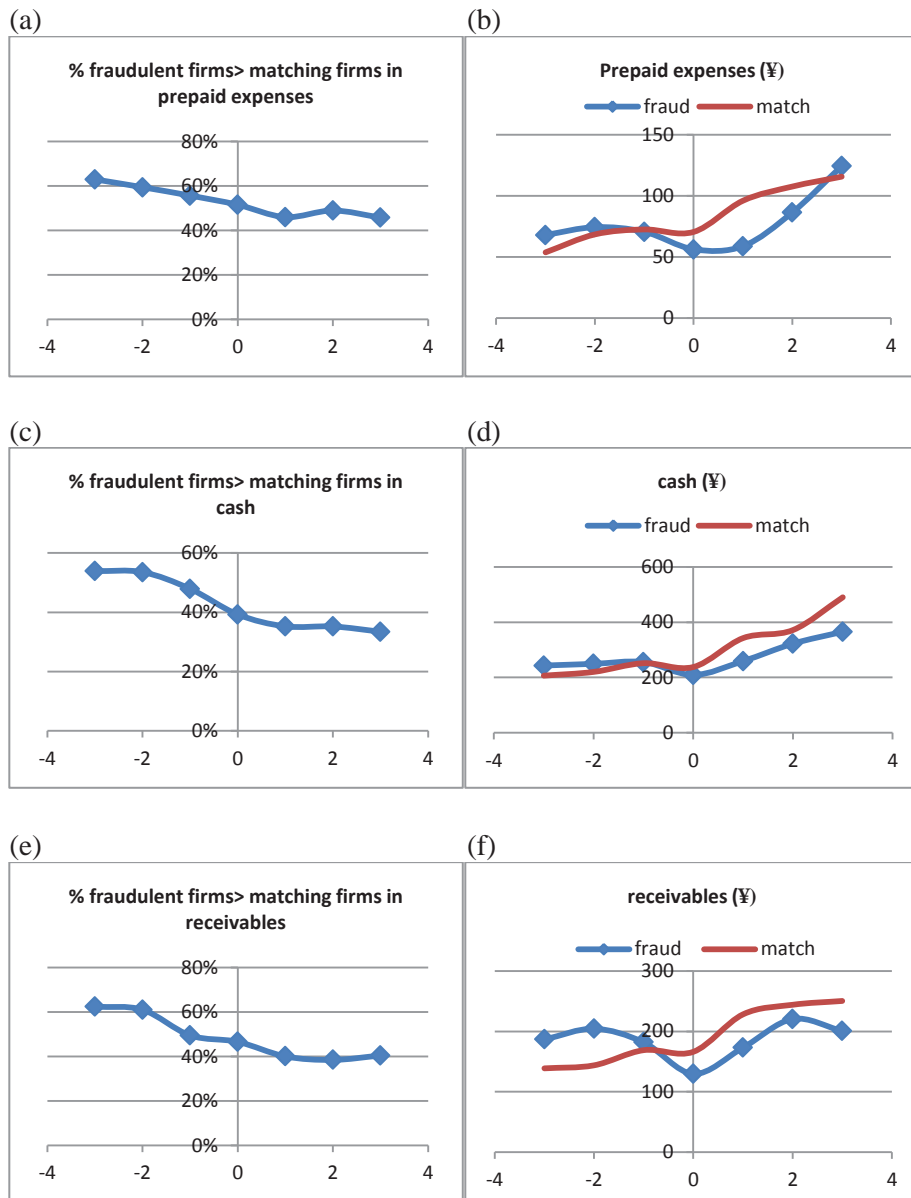 (a)
% fraudulent firms> matching firms in
prepaid expenses
80%
60%
40%
20%
0%
-4 -2 0 2 4
(b)
Prepaid expenses (¥)
fraud match
150
100
50
0
-4 -2 0 2 4
(c)
% fraudulent firms> matching firms in
cash
60%
40%
20%
0%
-4 -2 0 2 4
(d)
cash (¥)
fraud match
600
400
200
0
-4 -2 0 2 4
(e)
% fraudulent firms> matching firms in
receivables
80%
60%
40%
20%
0%
-4 -2 0 2 4
(f)
receivables (¥)
fraud match
300
200
100
0
-4 -2 0 2 4